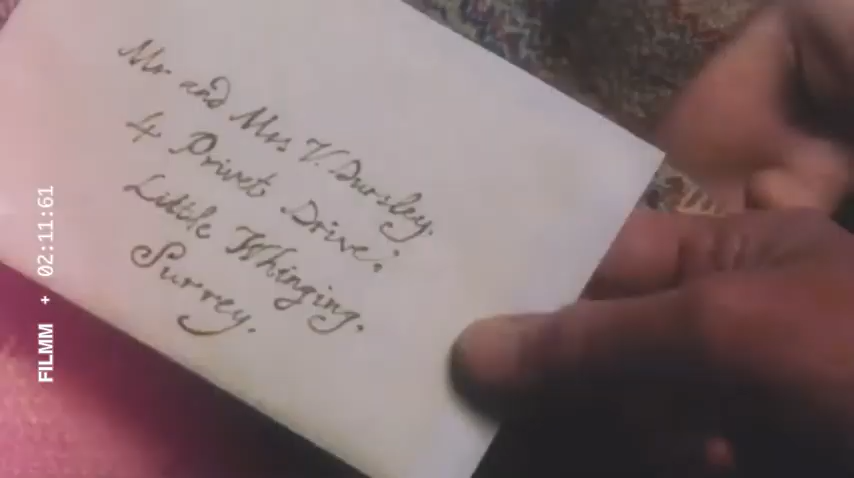 Mr and Mrs V. Dursley.
4 Privet Drive.
Little Whinging.
Surrey.
FILMM + 02:11:61